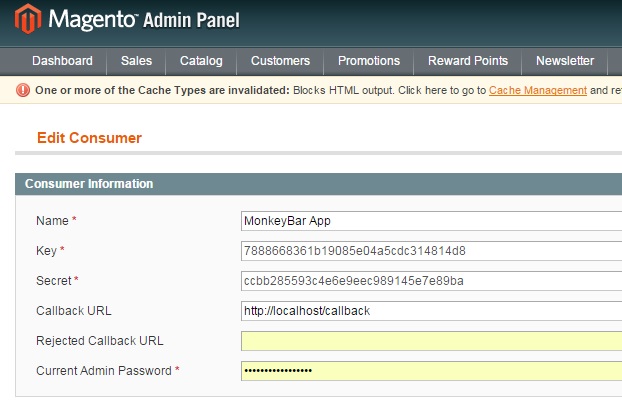 Magento™ Admin Panel
Dashboard Sales Catalog Customers Promotions Reward Points Newsletter
One or more of the Cache Types are invalidated: Blocks HTML output. Click here to go to Cache Management and re
Edit Consumer
Consumer Information
Name * MonkeyBar App
Key * 7888668361b19085e04a5cdc314814d8
Secret * ccbb285593c4e6e9eec989145e7e89ba
Callback URL http://localhost/callback
Rejected Callback URL
Current Admin Password * •••••••••••••••••